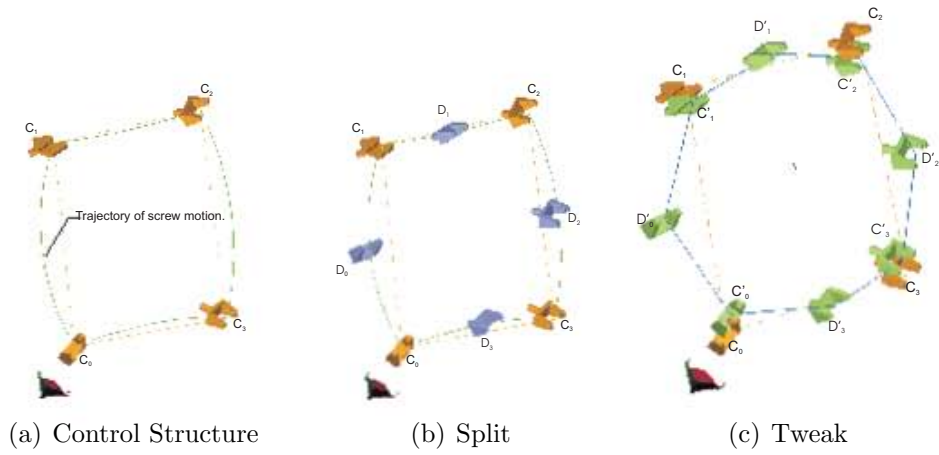 C₂
C₁
Trajectory of screw motion.
C₃
C₀
(a) Control Structure
C₂
D₁
C₁
D₂
D₀
C₃
D₃
C₀
(b) Split
C₂
D'₁
C₁
C'₂
C'₁
D'₂
D'₀
C'₃
C'₀
C₃
D'₃
C₀
(c) Tweak